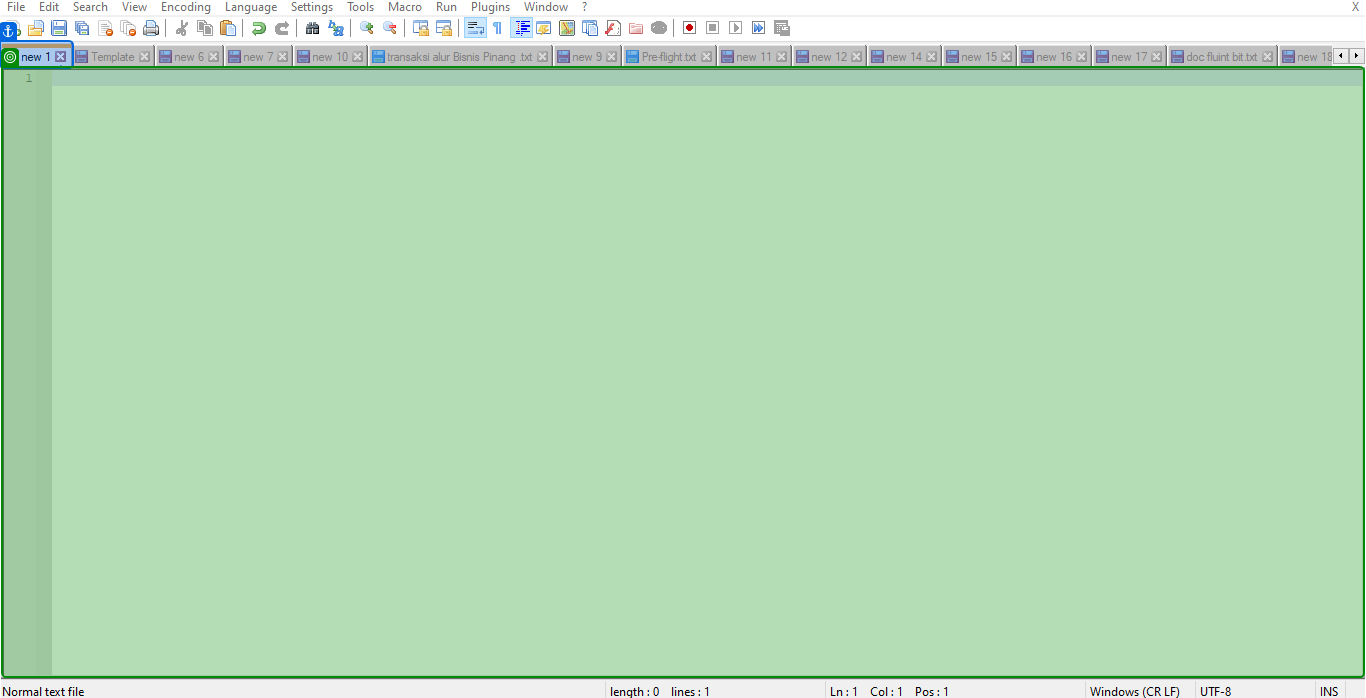 File Edit Search View Encoding Language Settings Tools Macro Run Plugins Window ? X
new 1 Template new 6 new 7 new 10 transaksi alur Bisnis Pinang .txt new 9 Pre-flight.txt new 11 new 12 new 14 new 15 new 16 new 17 doc fluint bit.txt new 18
1
Normal text file length : 0 lines : 1 Ln : 1 Col : 1 Pos : 1 Windows (CR LF) UTF-8 INS